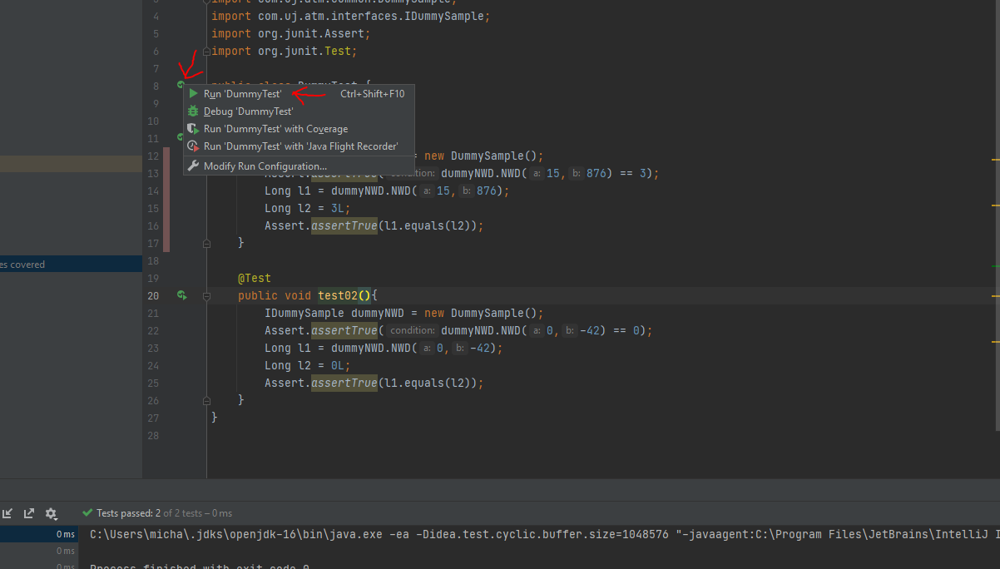 3 import com.uj.atm.common.DummySample;
4 import com.uj.atm.interfaces.IDummySample;
5 import org.junit.Assert;
6 import org.junit.Test;
7
8 public class DummyTest {
Run 'DummyTest' Ctrl+Shift+F10
9
Debug 'DummyTest'
10
Run 'DummyTest' with Coverage
11
Run 'DummyTest' with 'Java Flight Recorder'
12 = new DummySample();
Modify Run Configuration...
13 Assert.assertTrue( condition: dummyNWD.NWD( a: 15, b: 876) == 3);
14 Long l1 = dummyNWD.NWD( a: 15, b: 876);
15 Long l2 = 3L;
16 Assert.assertTrue(l1.equals(l2));
17 }
es covered
18
19 @Test
20 public void test02(){
21 IDummySample dummyNWD = new DummySample();
22 Assert.assertTrue( condition: dummyNWD.NWD( a: 0, b: -42) == 0);
23 Long l1 = dummyNWD.NWD( a: 0, b: -42);
24 Long l2 = 0L;
25 Assert.assertTrue(l1.equals(l2));
26 }
27 }
28
Tests passed: 2 of 2 tests – 0 ms
0 ms C:\Users\micha\.jdks\openjdk-16\bin\java.exe -ea -Didea.test.cyclic.buffer.size=1048576 "-javaagent:C:\Program Files\JetBrains\IntelliJ I
0 ms
0 ms Process finished with exit code 0